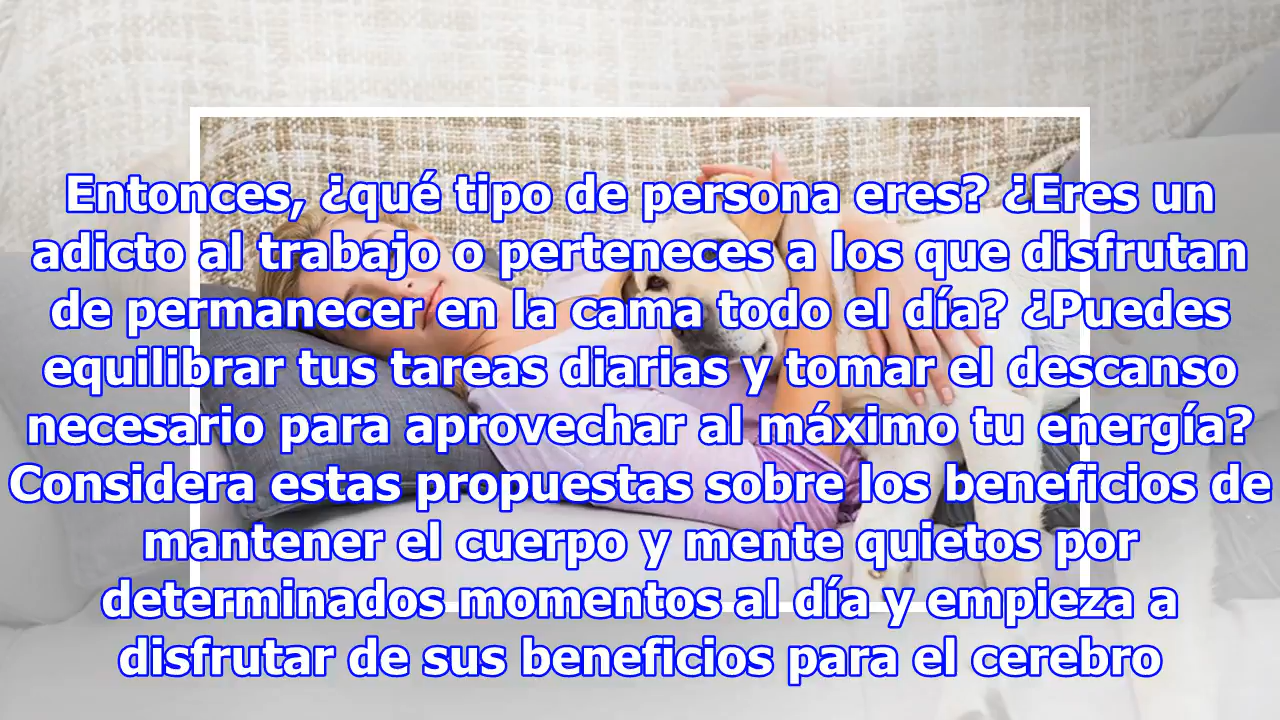 Entonces, ¿qué tipo de persona eres? ¿Eres un
adicto al trabajo o perteneces a los que disfrutan
de permanecer en la cama todo el día? ¿Puedes
equilibrar tus tareas diarias y tomar el descanso
necesario para aprovechar al máximo tu energía?
Considera estas propuestas sobre los beneficios de
mantener el cuerpo y mente quietos por
determinados momentos al día y empieza a
disfrutar de sus beneficios para el cerebro